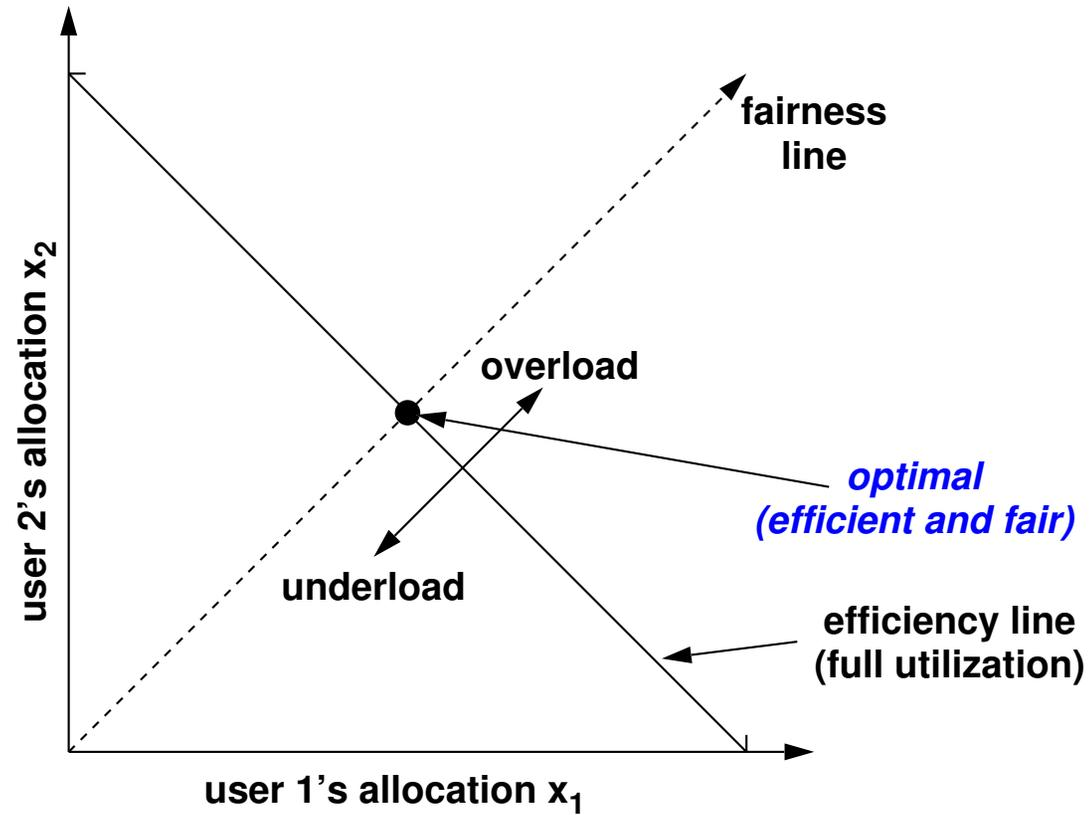 fairness
line
user 2's allocation x₂
overload
optimal
(efficient and fair)
underload
efficiency line
(full utilization)
user 1's allocation x₁